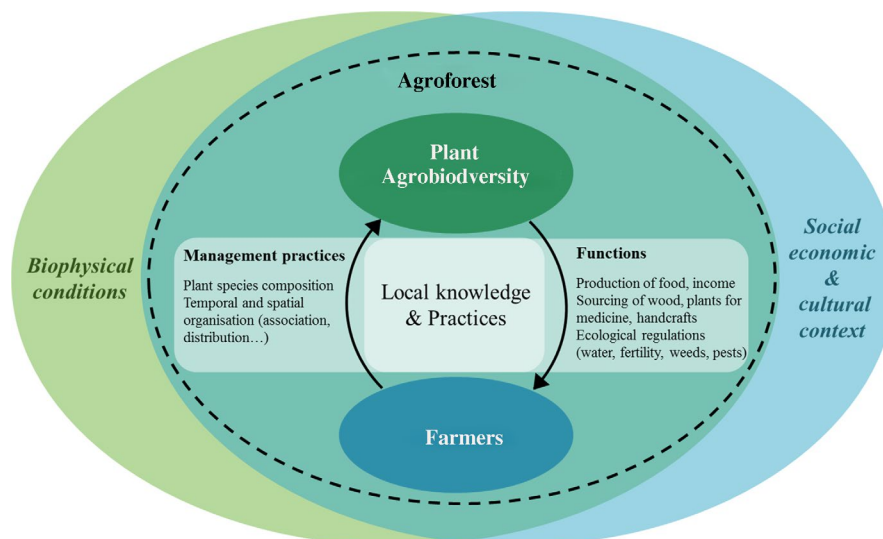 Agroforest
Plant
Agrobiodversity
Biophysical
conditions
Management practices
Plant species composition
Temporal and spatial
organisation (association,
distribution…)
Local knowledge
& Practices
Functions
Production of food, income
Sourcing of wood, plants for
medicine, handcrafts
Ecological regulations
(water, fertility, weeds, pests)
Social
economic
&
cultural
context
Farmers